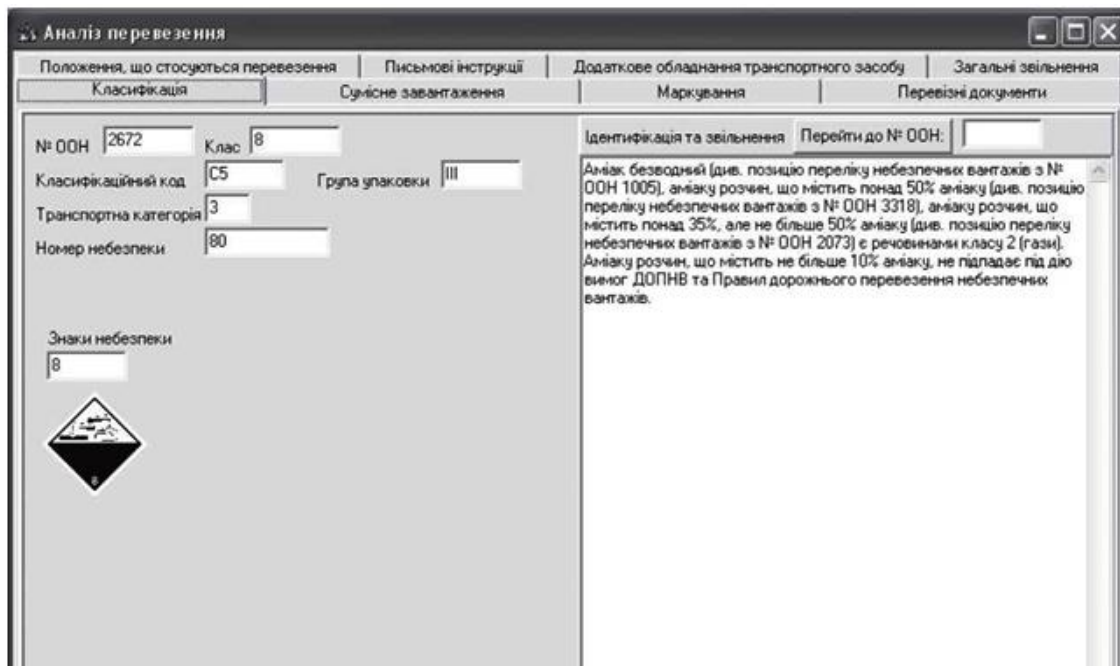 Аналіз перевезення
Положення, що стосуються перевезення Письмові інструкції Додаткове обладнання транспортного засобу Загальні звільнення
Класифікація Сумісне завантаження Маркування Перевізні документи
№ ООН 2672 Клас 8
Класифікаційний код C5 Група упаковки III
Транспортна категорія 3
Номер небезпеки 80
Знаки небезпеки
8
8
Ідентифікація та звільнення Перейти до № ООН:
Аміак безводний (див. позицію переліку небезпечних вантажів з №
ООН 1005), аміаку розчин, що містить понад 50% аміаку (див. позицію
переліку небезпечних вантажів з № ООН 3318), аміаку розчин, що
містить понад 35%, але не більше 50% аміаку (див. позицію переліку
небезпечних вантажів з № ООН 2073) є речовинами класу 2 (гази).
Аміаку розчин, що містить не більше 10% аміаку, не підпадає під дію
вимог ДОПНВ та Правил дорожнього перевезення небезпечних
вантажів.